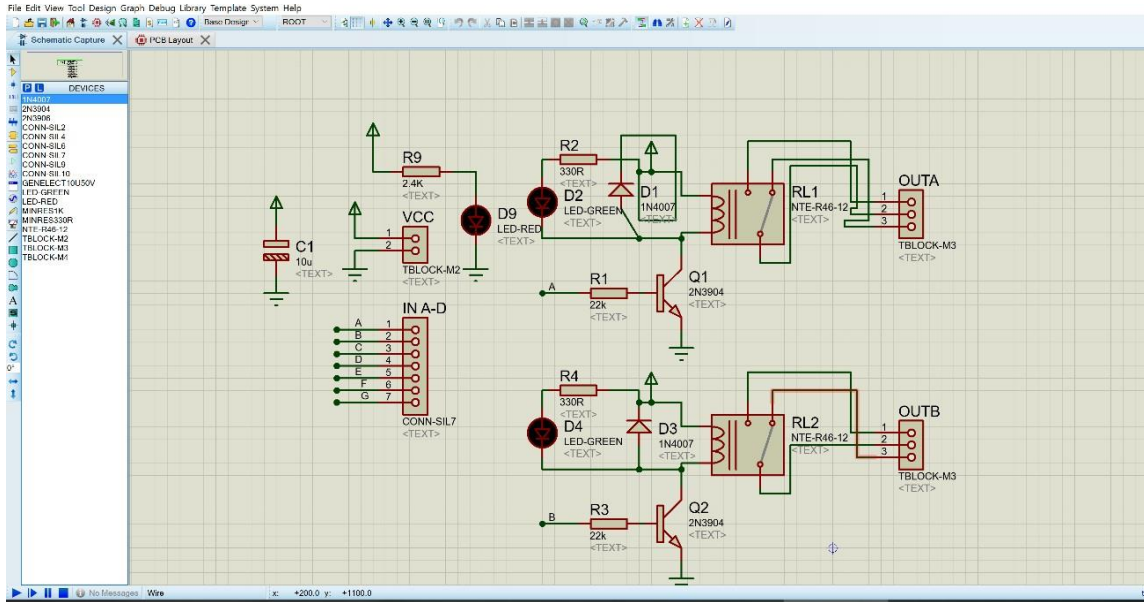 File Edit View Tool Design Graph Debug Library Template System Help
Base Design
ROOT
Schematic Capture
PCB Layout
P L DEVICES
1N4007
2N3904
2N3906
CONN-SIL2
CONN-SIL4
CONN-SIL6
CONN-SIL7
CONN-SIL9
CONN-SIL10
GENELECT10U50V
LED-GREEN
LED-RED
MINRES1K
MINRES330R
NTE-R46-12
TBLOCK-M2
TBLOCK-M3
TBLOCK-M4
A
0°
R9
2.4K
<TEXT>
D9
LED-RED
<TEXT>
VCC
1
2
TBLOCK-M2
<TEXT>
C1
10u
<TEXT>
IN A-D
A 1
B 2
C 3
D 4
E 5
F 6
G 7
CONN-SIL7
<TEXT>
R2
330R
<TEXT>
D2
LED-GREEN
<TEXT>
D1
1N4007
<TEXT>
RL1
NTE-R46-12
<TEXT>
OUTA
1
2
3
TBLOCK-M3
<TEXT>
A
R1
22k
<TEXT>
Q1
2N3904
<TEXT>
R4
330R
<TEXT>
D4
LED-GREEN
<TEXT>
D3
1N4007
<TEXT>
RL2
NTE-R46-12
<TEXT>
OUTB
1
2
3
TBLOCK-M3
<TEXT>
B
R3
22k
<TEXT>
Q2
2N3904
<TEXT>
No Messages Wire x: +200.0 y: +1100.0